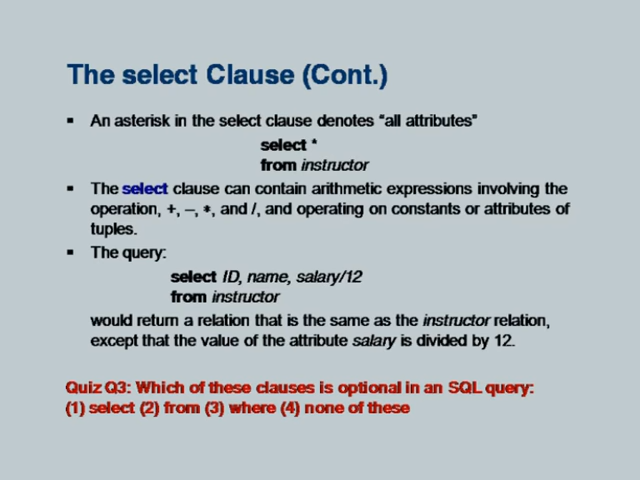 The select Clause (Cont.)
▪ An asterisk in the select clause denotes “all attributes”
select *
from instructor
▪ The select clause can contain arithmetic expressions involving the
operation, +, –, ∗, and /, and operating on constants or attributes of
tuples.
▪ The query:
select ID, name, salary/12
from instructor
would return a relation that is the same as the instructor relation,
except that the value of the attribute salary is divided by 12.
Quiz Q3: Which of these clauses is optional in an SQL query:
(1) select (2) from (3) where (4) none of these